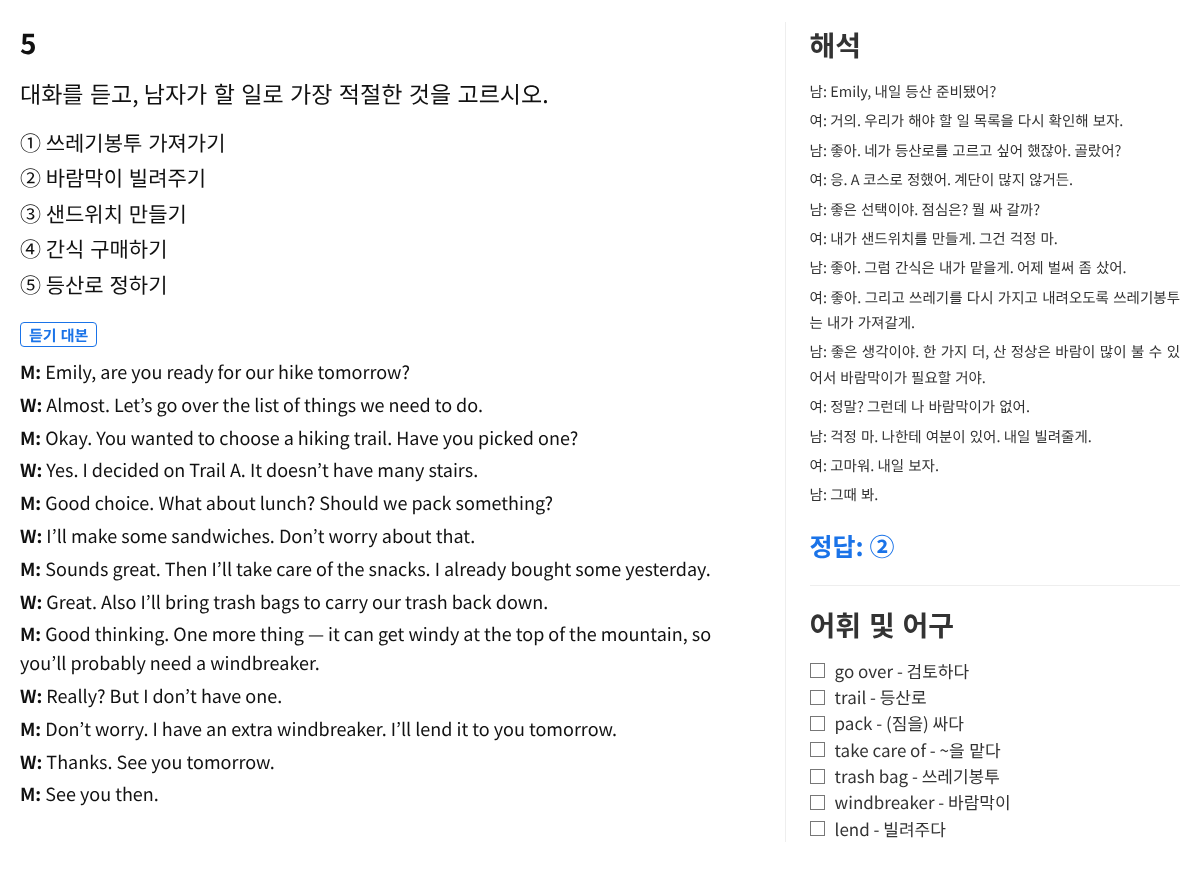 5
대화를 듣고, 남자가 할 일로 가장 적절한 것을 고르시오.
① 쓰레기봉투 가져가기
② 바람막이 빌려주기
③ 샌드위치 만들기
④ 간식 구매하기
⑤ 등산로 정하기
듣기 대본
M: Emily, are you ready for our hike tomorrow?
W: Almost. Let’s go over the list of things we need to do.
M: Okay. You wanted to choose a hiking trail. Have you picked one?
W: Yes. I decided on Trail A. It doesn’t have many stairs.
M: Good choice. What about lunch? Should we pack something?
W: I’ll make some sandwiches. Don’t worry about that.
M: Sounds great. Then I’ll take care of the snacks. I already bought some yesterday.
W: Great. Also I’ll bring trash bags to carry our trash back down.
M: Good thinking. One more thing — it can get windy at the top of the mountain, so
you’ll probably need a windbreaker.
W: Really? But I don’t have one.
M: Don’t worry. I have an extra windbreaker. I’ll lend it to you tomorrow.
W: Thanks. See you tomorrow.
M: See you then.
해석
남: Emily, 내일 등산 준비됐어?
여: 거의. 우리가 해야 할 일 목록을 다시 확인해 보자.
남: 좋아. 네가 등산로를 고르고 싶어 했잖아. 골랐어?
여: 응. A 코스로 정했어. 계단이 많지 않거든.
남: 좋은 선택이야. 점심은? 뭘 싸 갈까?
여: 내가 샌드위치를 만들게. 그건 걱정 마.
남: 좋아. 그럼 간식은 내가 맡을게. 어제 벌써 좀 샀어.
여: 좋아. 그리고 쓰레기를 다시 가지고 내려오도록 쓰레기봉투
는 내가 가져갈게.
남: 좋은 생각이야. 한 가지 더, 산 정상은 바람이 많이 불 수 있
어서 바람막이가 필요할 거야.
여: 정말? 그런데 나 바람막이가 없어.
남: 걱정 마. 나한테 여분이 있어. 내일 빌려줄게.
여: 고마워. 내일 보자.
남: 그때 봐.
정답: ②
어휘 및 어구
□ go over - 검토하다
□ trail - 등산로
□ pack - (짐을) 싸다
□ take care of - ~을 맡다
□ trash bag - 쓰레기봉투
□ windbreaker - 바람막이
□ lend - 빌려주다